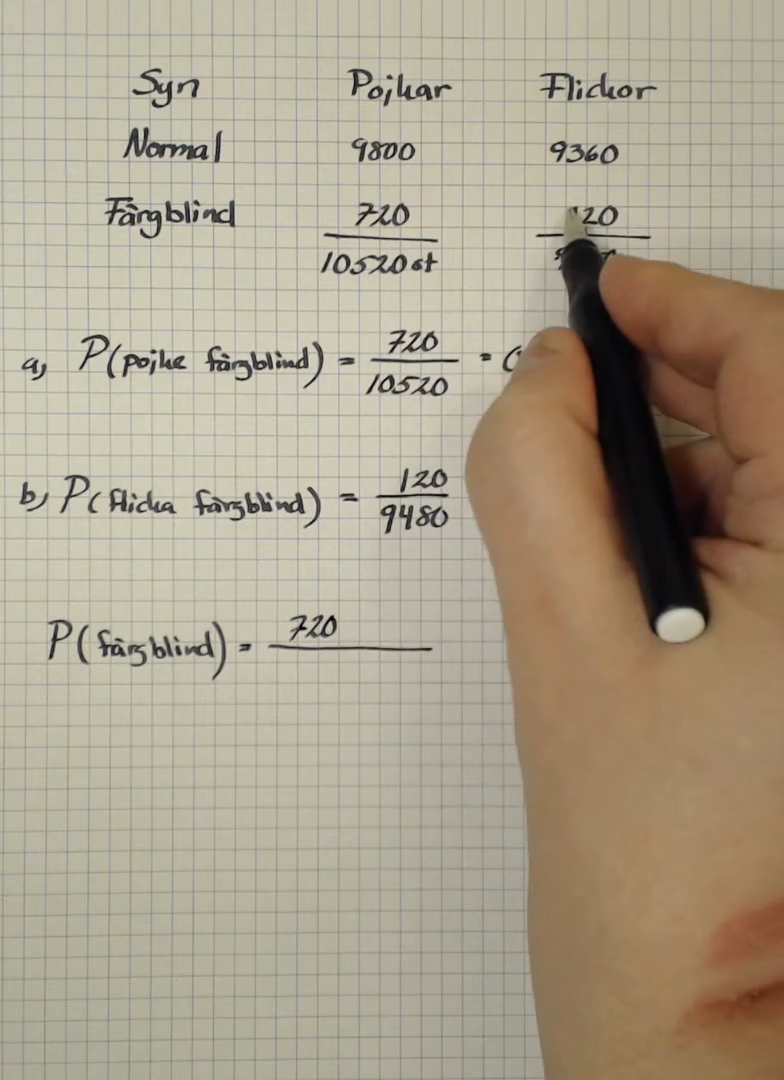 Syn Pojkar Flickor
Normal 9800 9360
Färgblind 720 120
10520 st
a) P(pojke färgblind) = 720/10520 =
b) P(flicka färgblind) = 120/9480
P(färgblind) = 720